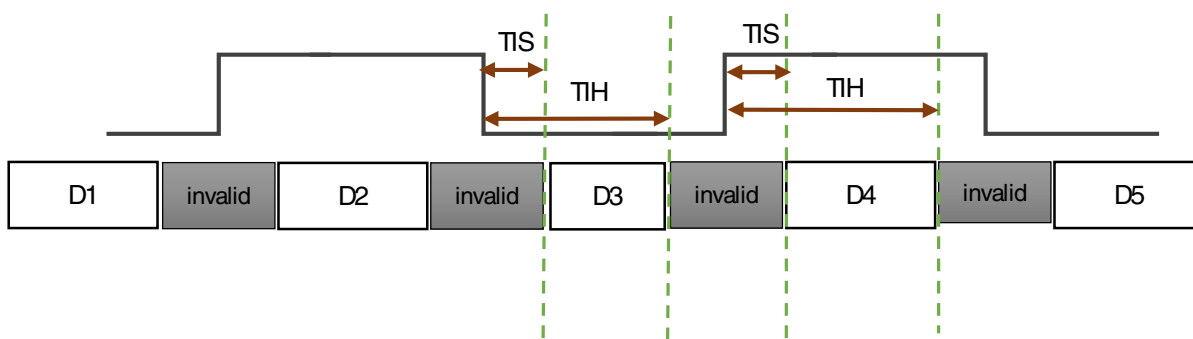 TIS
TIS
TIH
TIH
D1 invalid D2 invalid D3 invalid D4 invalid D5